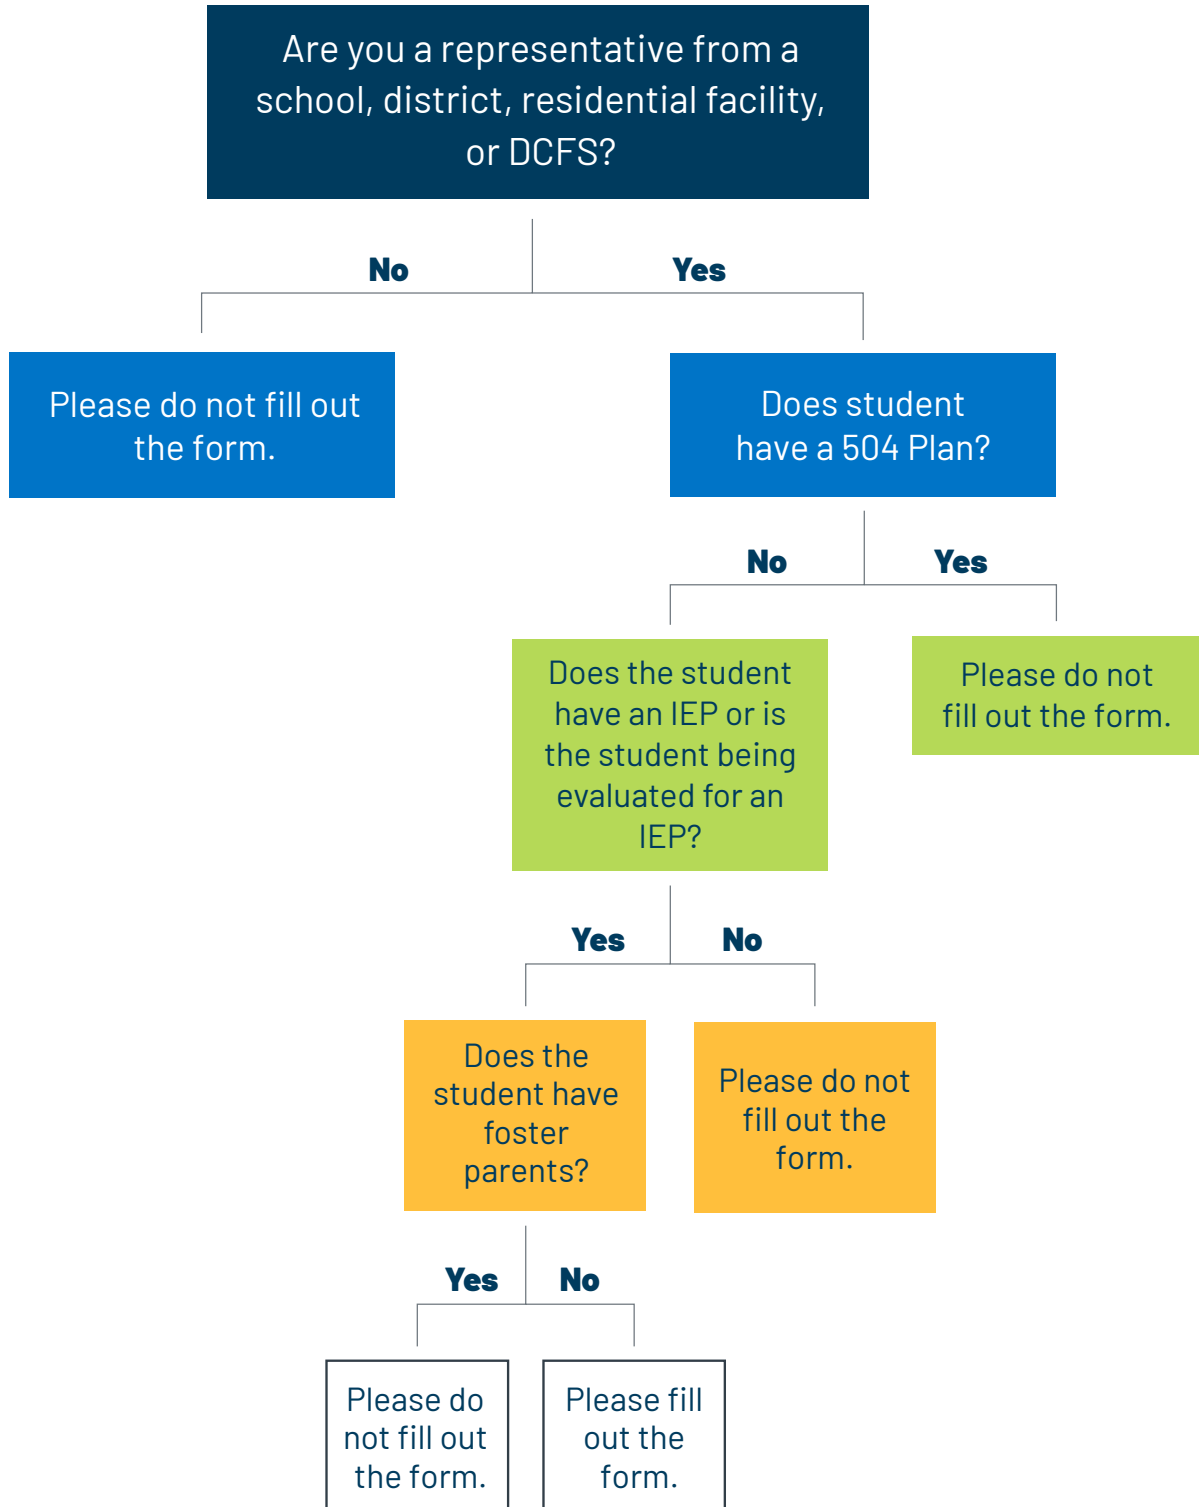 Are you a representative from a
school, district, residential facility,
or DCFS?
No
Yes
Please do not fill out
the form.
Does student
have a 504 Plan?
No
Yes
Does the student
have an IEP or is
the student being
evaluated for an
IEP?
Please do not
fill out the form.
Yes
No
Does the
student have
foster
parents?
Please do not
fill out the
form.
Yes
No
Please do
not fill out
the form.
Please fill
out the
form.